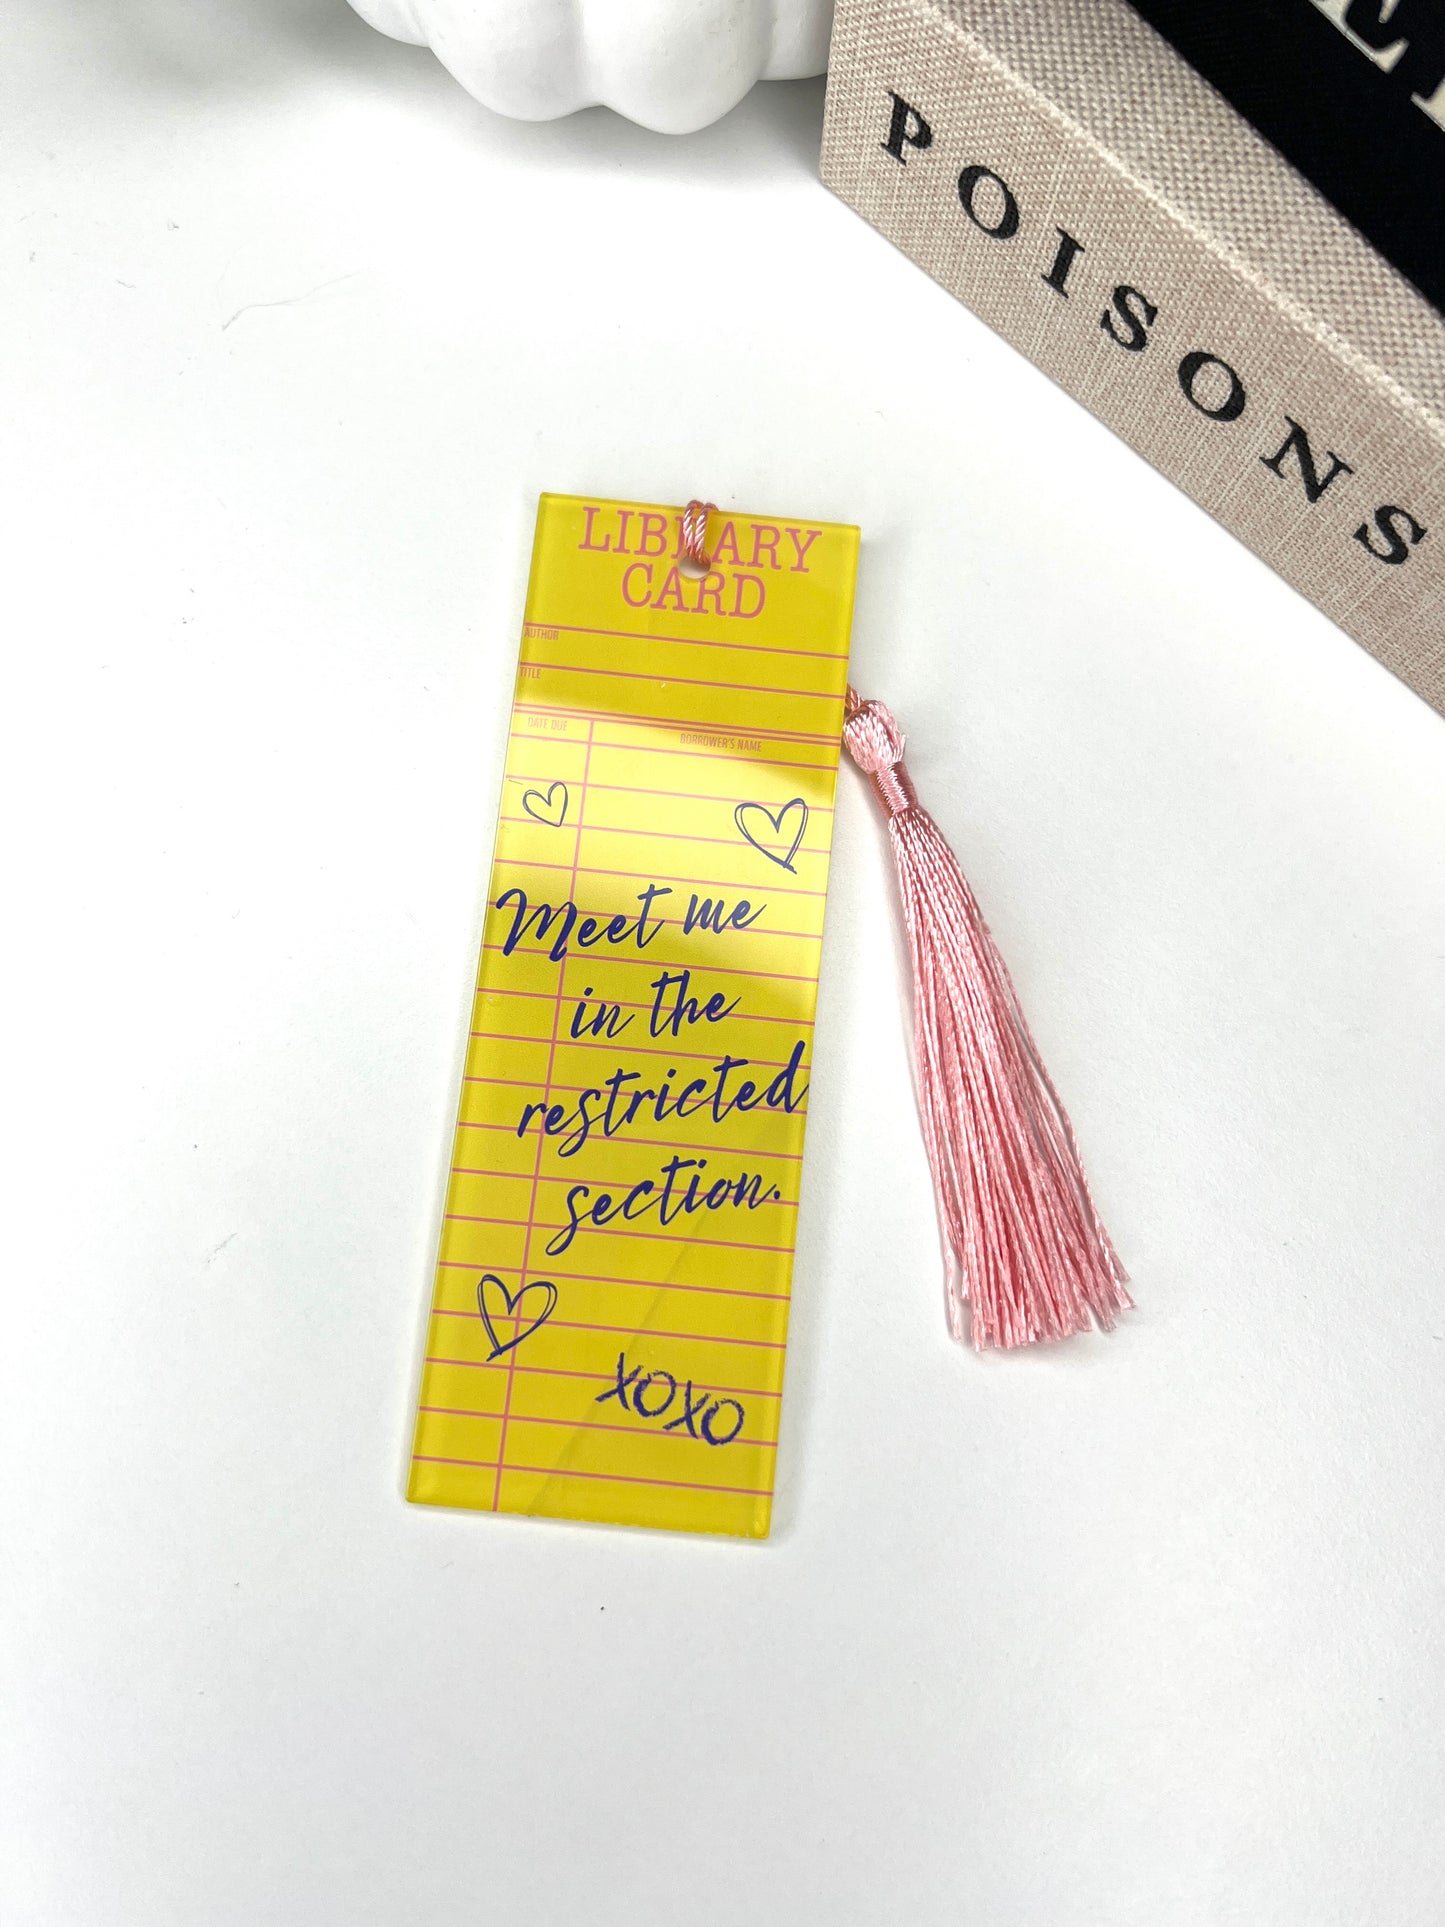 LIBRARY
CARD
AUTHOR
TITLE
DATE DUE
BORROWER'S NAME
Meet me
in the
restricted
section.
XOXO
POISONS